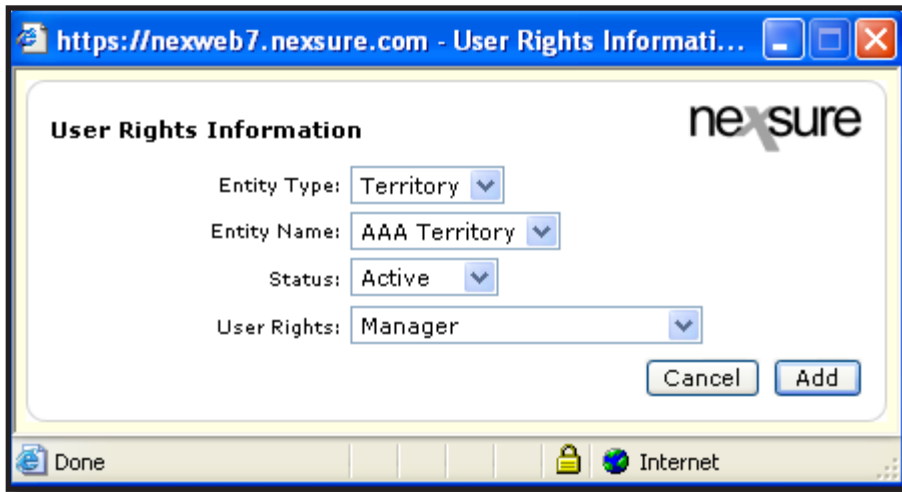 https://nexweb7.nexsure.com - User Rights Informati...
User Rights Information
nexsure
Entity Type: Territory
Entity Name: AAA Territory
Status: Active
User Rights: Manager
Cancel Add
Done Internet